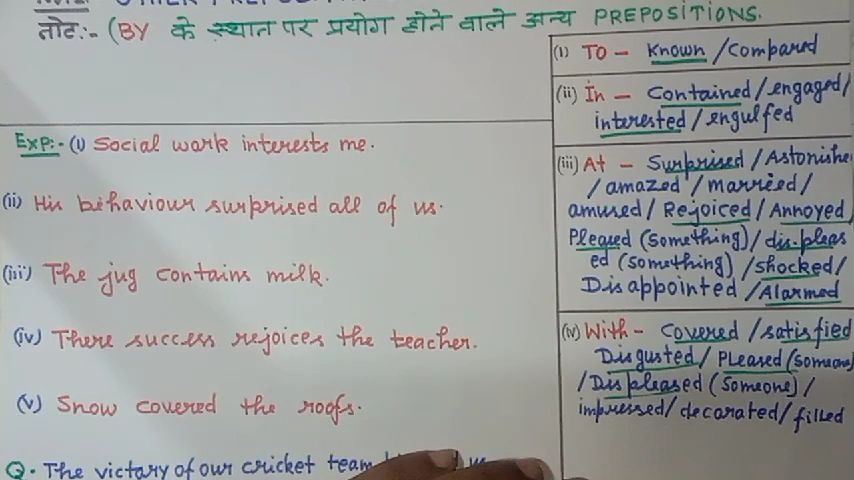 नोट:- (BY के स्थान पर प्रयोग होने वाले अन्य PREPOSITIONS.
(i) TO - Known /Compared
(ii) In - Contained/engaged/
interested/engulfed
(iii) At - Surprised/Astonishe
/amazed/married/
amused/Rejoiced/Annoyed
Pleased (Something)/displeas
ed (Something)/shocked/
Disappointed/Alarmed
(iv) With - Covered/satisfied
Disgusted/ PLeased (Someone)
/Displeased (Someone)/
impressed/decorated/filled
Exp:- (i) Social work interests me.
(ii) His behaviour surprised all of us.
(iii) The jug contains milk.
(iv) There success rejoices the teacher.
(v) Snow covered the roofs.
Q. The victory of our cricket team us